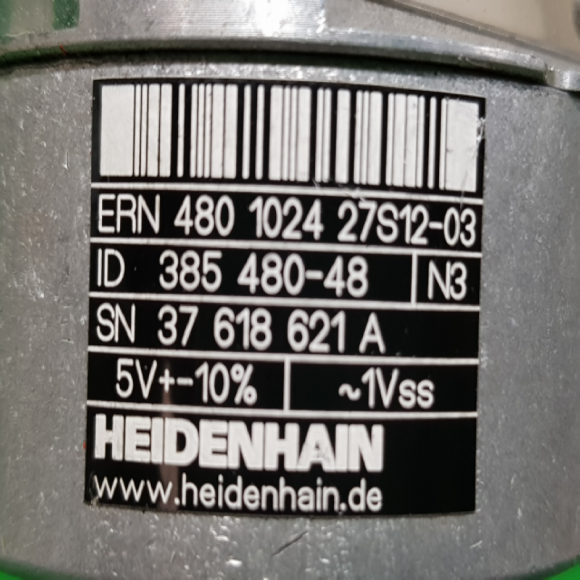 ERN 480 1024 27S12-03
ID 385 480-48 N3
SN 37 618 621 A
5V+-10% ~1Vss
HEIDENHAIN
www.heidenhain.de